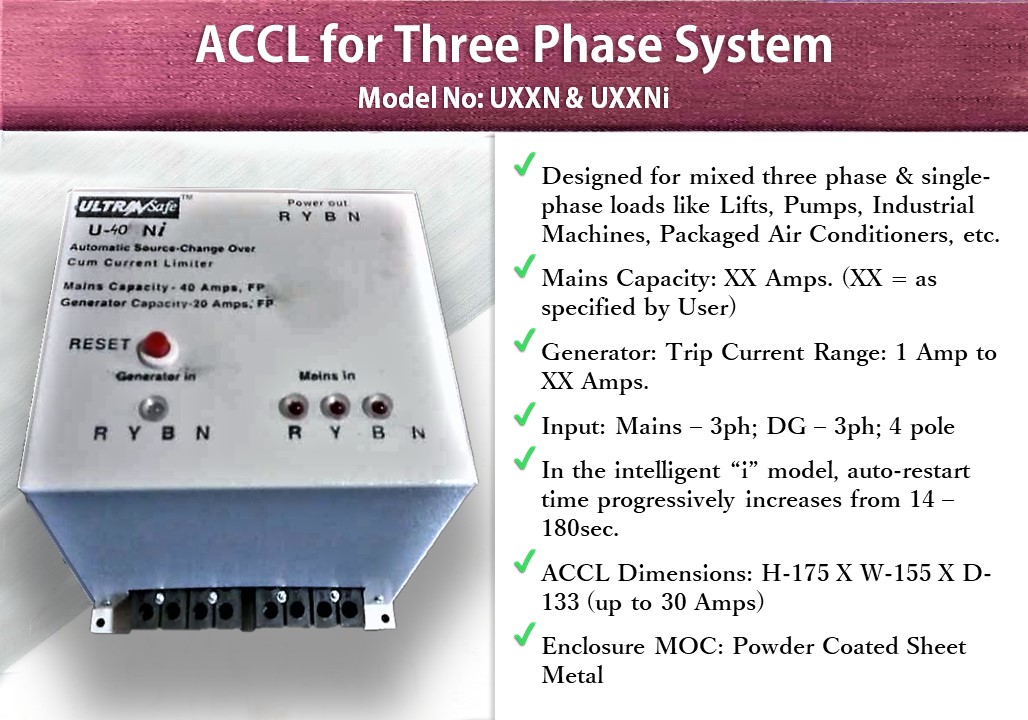 ACCL for Three Phase System
Model No: UXXN & UXXNi
ULTRA Safe™
U-40 Ni
Automatic Source-Change Over
Cum Current Limiter
Mains Capacity- 40 Amps, FP
Generator Capacity-20 Amps, FP
Power out
R Y B N
RESET
Generator in
R Y B N
Mains in
R Y B N
✓ Designed for mixed three phase & single-
phase loads like Lifts, Pumps, Industrial
Machines, Packaged Air Conditioners, etc.
✓ Mains Capacity: XX Amps. (XX = as
specified by User)
✓ Generator: Trip Current Range: 1 Amp to
XX Amps.
✓ Input: Mains – 3ph; DG – 3ph; 4 pole
✓ In the intelligent “i” model, auto-restart
time progressively increases from 14 –
180sec.
✓ ACCL Dimensions: H-175 X W-155 X D-
133 (up to 30 Amps)
✓ Enclosure MOC: Powder Coated Sheet
Metal